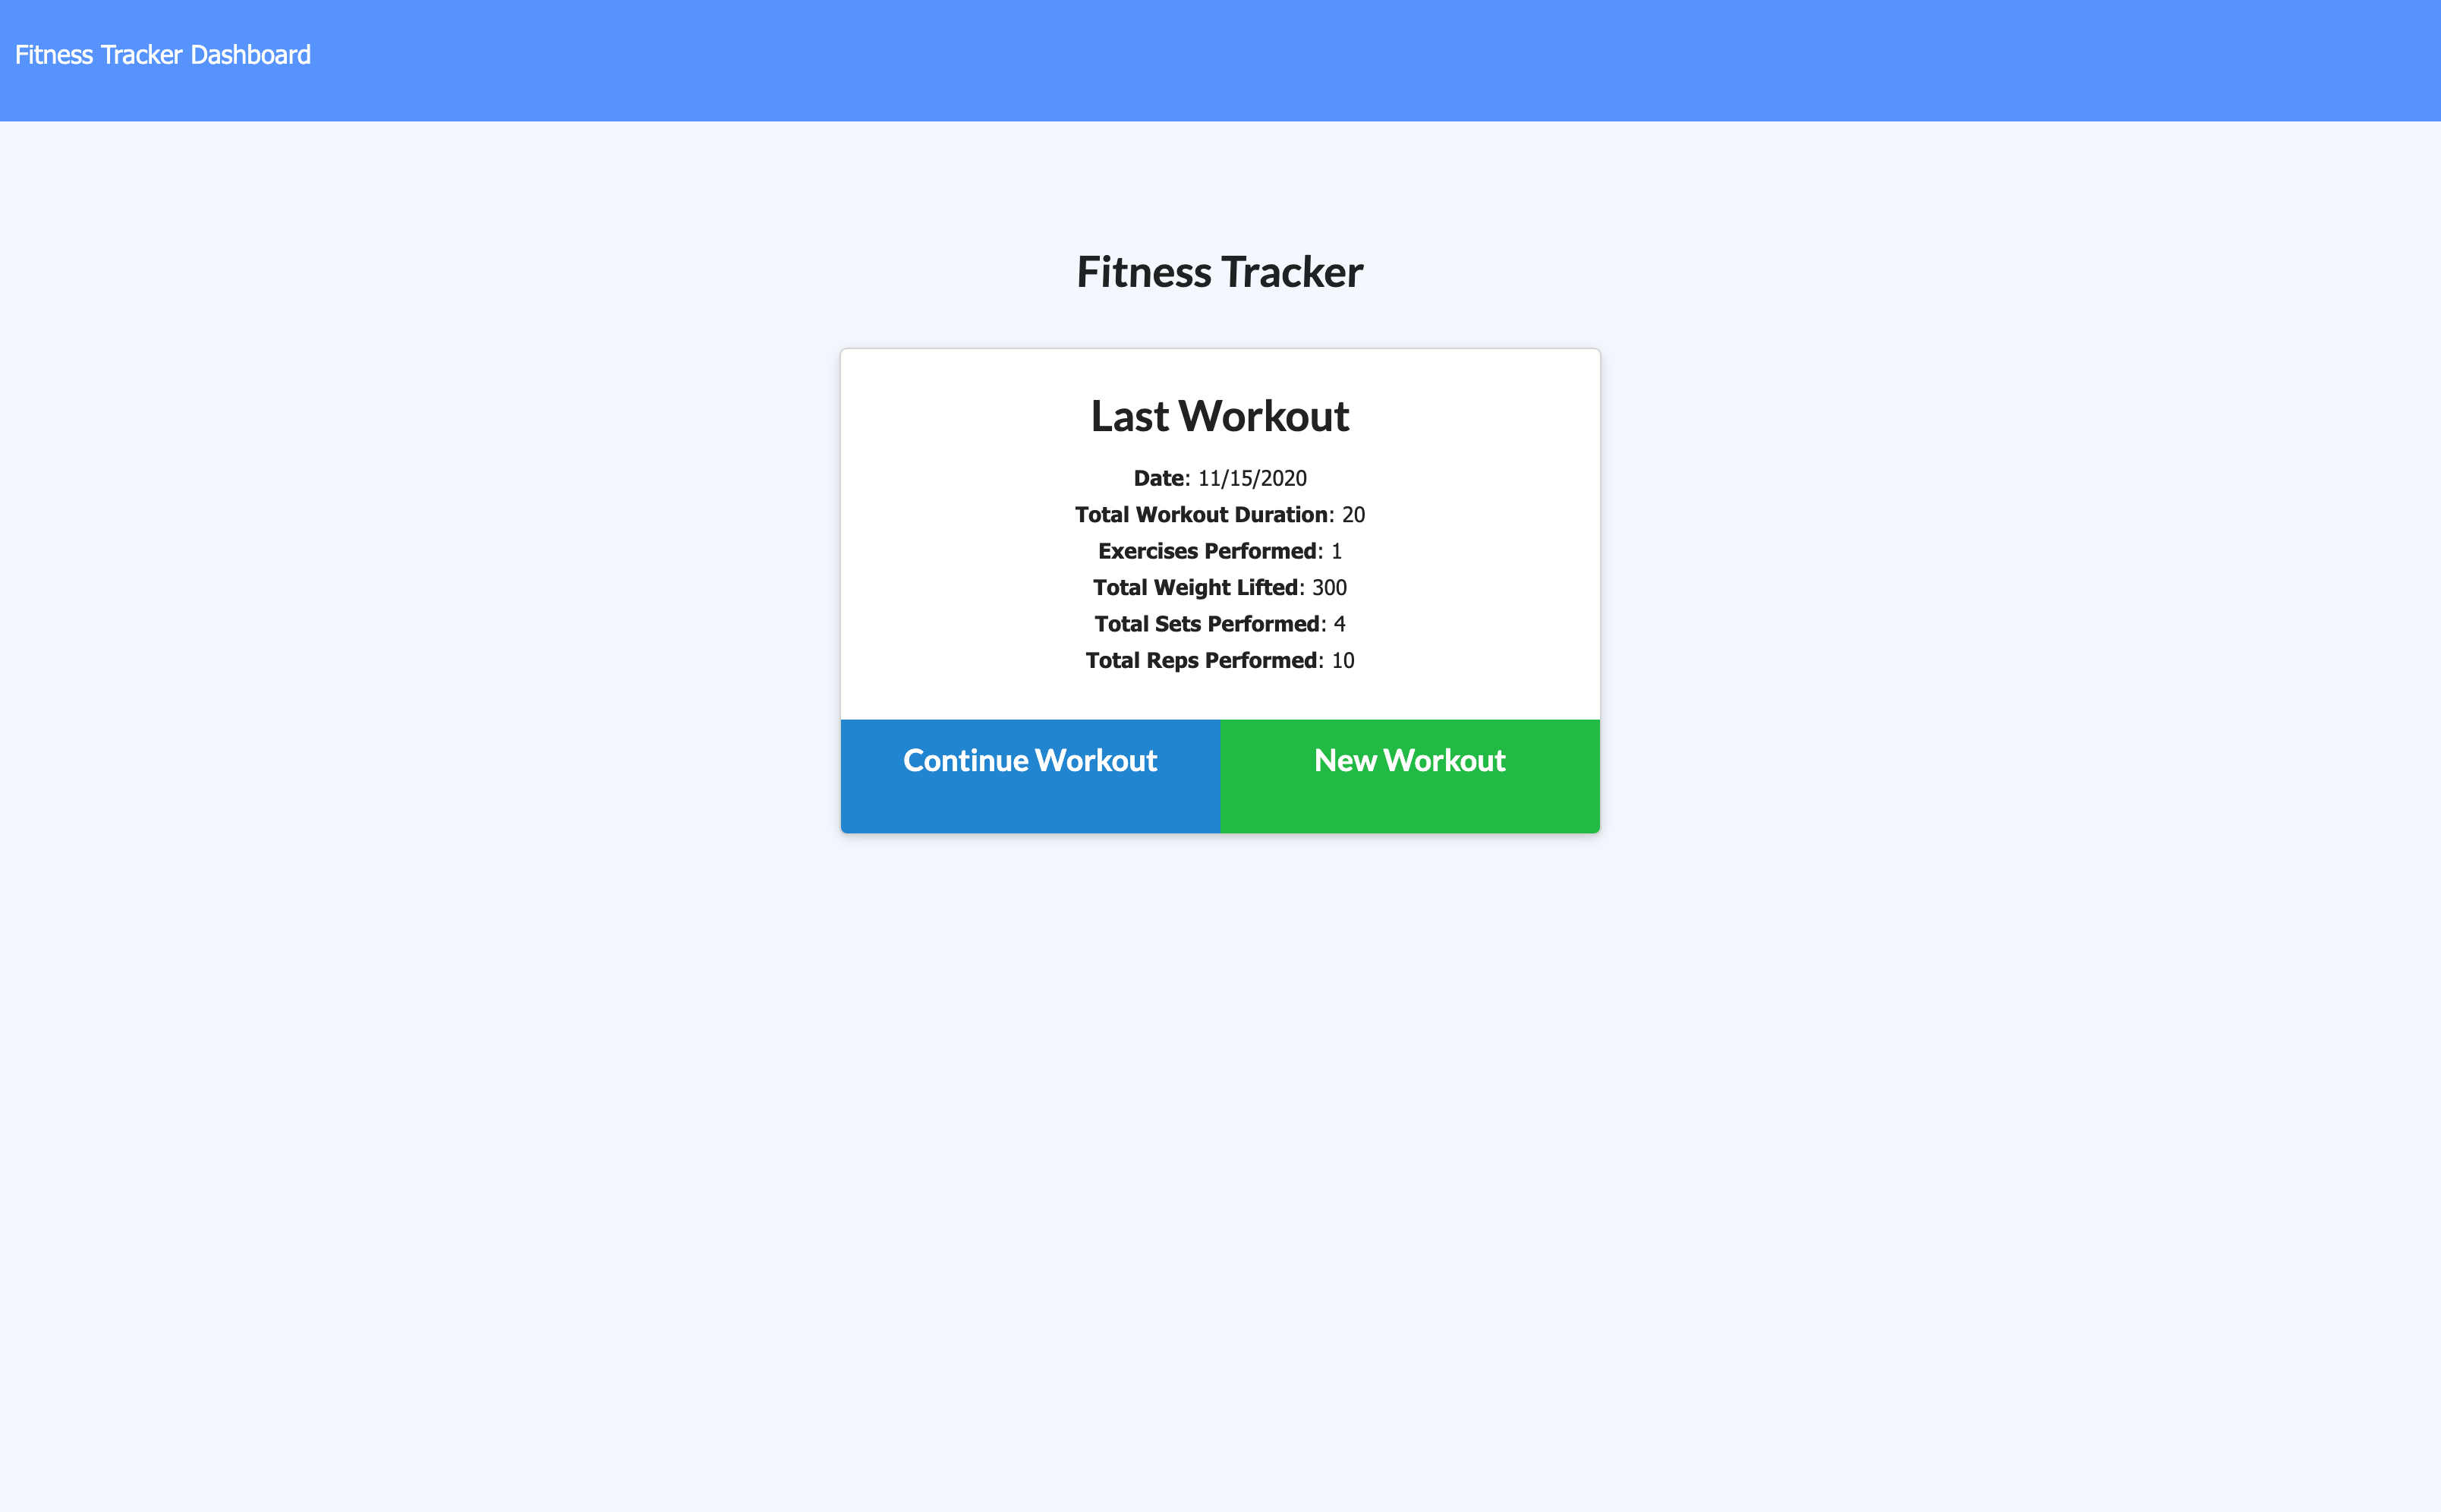 Fitness Tracker Dashboard
Fitness Tracker
Last Workout
Date: 11/15/2020
Total Workout Duration: 20
Exercises Performed: 1
Total Weight Lifted: 300
Total Sets Performed: 4
Total Reps Performed: 10
Continue Workout
New Workout